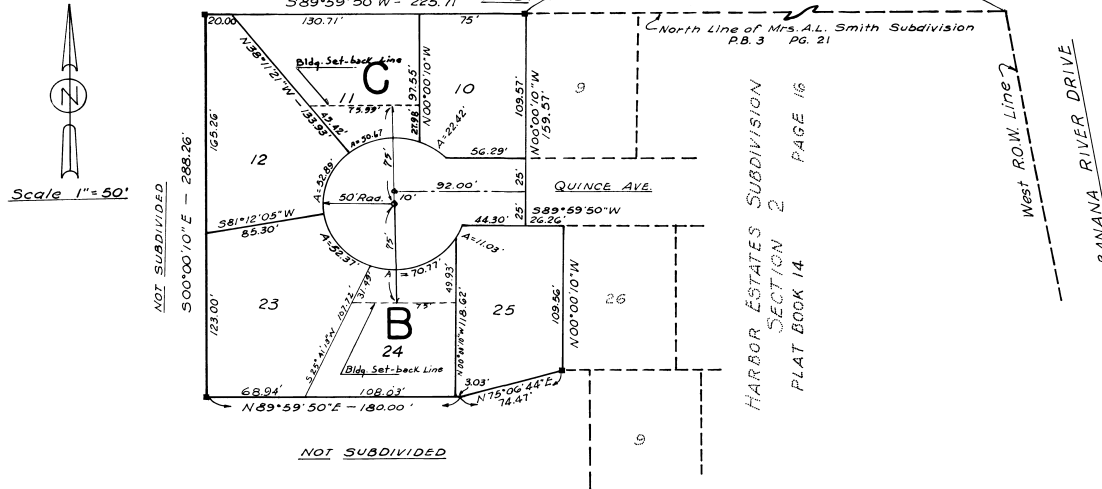 S89°59'50"W - 225.71'
20.00
130.71'
75'
North Line of Mrs. A.L. Smith Subdivision
P.B. 3 PG. 21
N38°11'21"W - 133.93'
Bldg. Set-back Line
C
11
75.99'
43.42'
97.55'
27.98'
N00°00'10"W
10
A=22.42'
109.57'
N00°00'10"W
159.57'
9
N
Scale 1"=50'
165.26'
12
A=50.67
75'
56.29'
A=52.89'
92.00'
25'
QUINCE AVE.
50' Rad.
10'
NOT SUBDIVIDED
S00°00'10"E - 288.26'
S81°12'05"W
85.30'
S89°59'50"W
44.30'
26.26'
25'
A=11.03'
A=52.37'
75'
A=70.77'
31.49'
107.72'
49.93'
123.00'
23
75'
B
24
N00°00'10"W 118.62'
25
109.56'
N00°00'10"W
26
Bldg. Set-back Line
68.94'
108.03'
3.03'
N75°06'44"E
74.47'
N89°59'50"E - 180.00'
NOT SUBDIVIDED
9
HARBOR ESTATES SUBDIVISION
SECTION 2
PLAT BOOK 14 PAGE 16
West R.O.W. Line
BANANA RIVER DRIVE